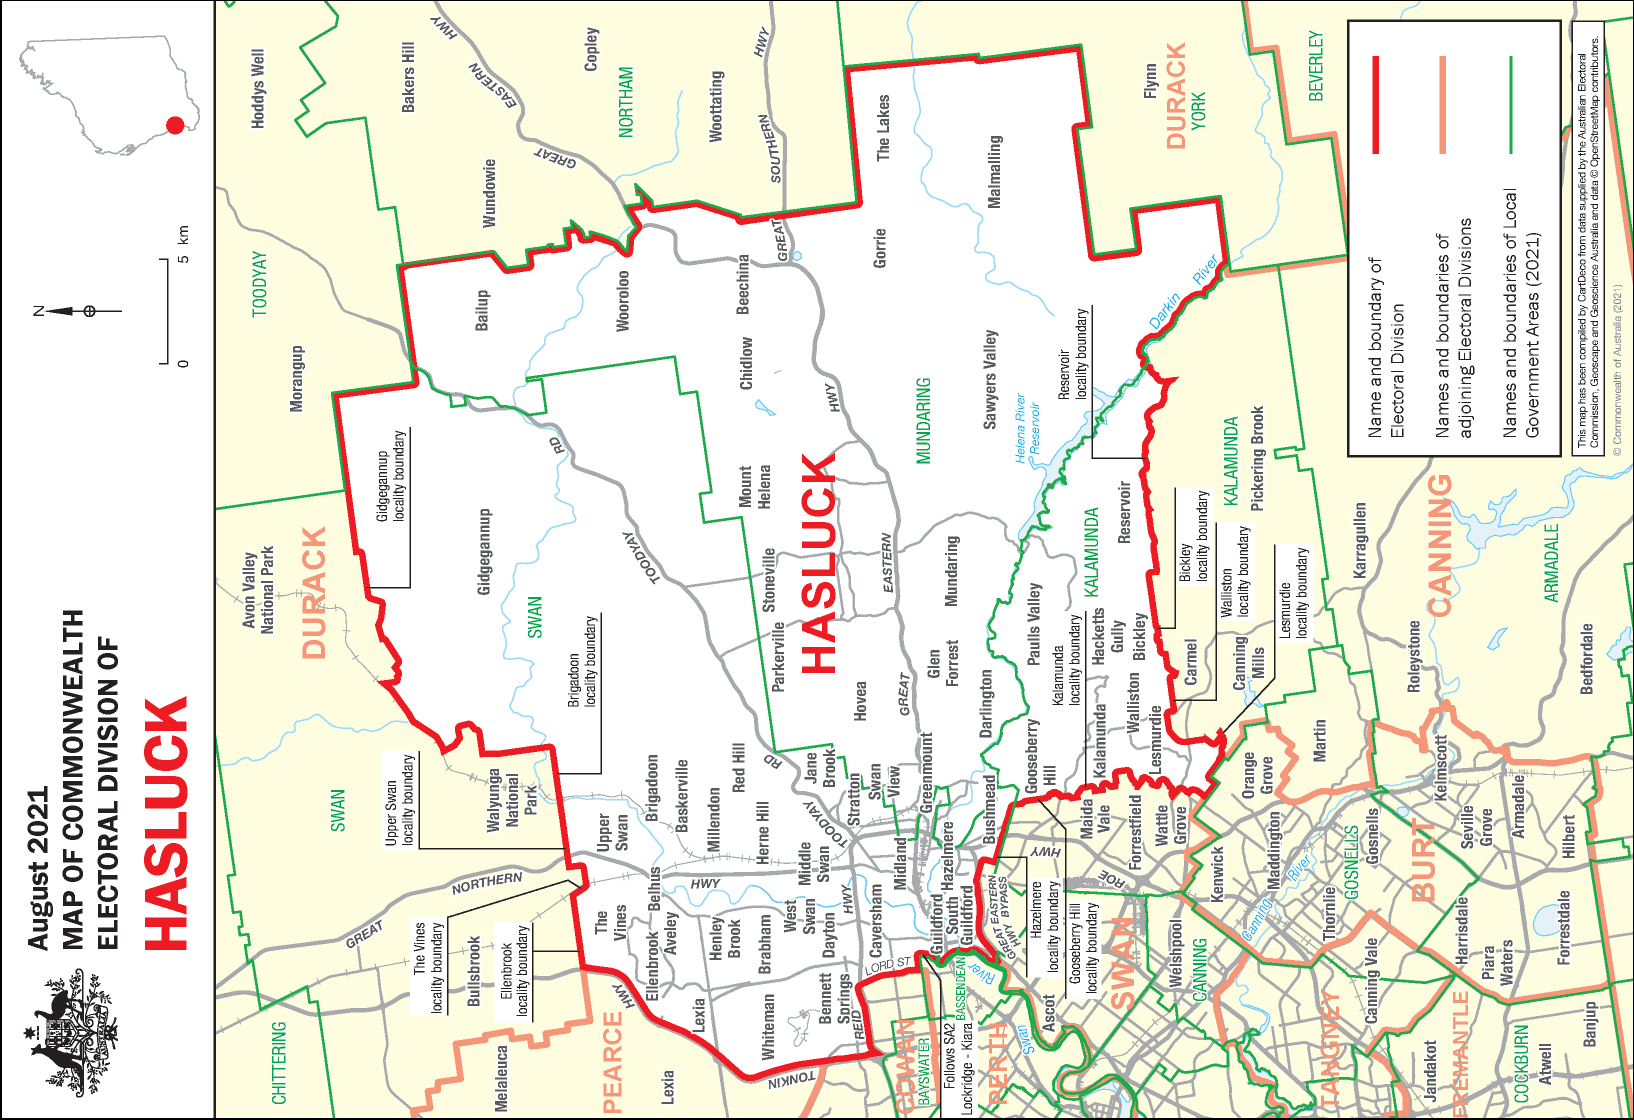 August 2021
MAP OF COMMONWEALTH
ELECTORAL DIVISION OF
HASLUCK
N
0
5 km
CHITTERING
SWAN
Avon Valley
National Park
DURACK
Morangup
TOODYAY
Hoddys Well
Bakers Hill
HWY
EASTERN
GREAT
Copley
NORTHAM
Wundowie
Woottating
HWY
SOUTHERN
GREAT
Upper Swan
locality boundary
Gidgegannup
locality boundary
GREAT
NORTHERN
HWY
The Vines
locality boundary
Bullsbrook
Ellenbrook
locality boundary
Melaleuca
PEARCE
Lexia
Walyunga
National
Park
Gidgegannup
SWAN
Brigadoon
locality boundary
RD
TOODYAY
RD
TOODYAY
Bailup
Wooroloo
Beechina
Chidlow
HWY
EASTERN
GREAT
Mount
Helena
Stoneville
Parkerville
HASLUCK
Hovea
The Lakes
Malmalling
Gorrie
Flynn
DURACK
YORK
BEVERLEY
MUNDARING
Sawyers Valley
Mundaring
Glen
Forrest
Darlington
Helena River
Reservoir
Darkin
River
Reservoir
locality boundary
Reservoir
KALAMUNDA
Paulls Valley
Hacketts
Gully
Bickley
Kalamunda
locality boundary
Gooseberry
Hill
Kalamunda
Walliston
Lesmurdie
Carmel
Canning
Mills
Bickley
locality boundary
Walliston
locality boundary
Lesmurdie
locality boundary
KALAMUNDA
Pickering Brook
Karragullen
CANNING
ARMADALE
Roleystone
Bedfordale
Martin
Orange
Grove
Kelmscott
Upper
Swan
Brigadoon
Baskerville
Millendon
Red Hill
Herne Hill
Jane
Brook
Stratton
Swan
View
Greenmount
Middle
Swan
Midland
Hazelmere
Bushmead
The
Vines
Belhus
HWY
Ellenbrook
Aveley
Henley
Brook
Brabham
West
Swan
Dayton
HWY
Caversham
Guildford
South
Guildford
HWY
Lexia
Whiteman
Bennett
Springs
REID
LORD ST
TONKIN
GREAT EASTERN
HWY BYPASS
Hazelmere
locality boundary
Gooseberry Hill
locality boundary
HWY
ROE
Maida
Vale
Forrestfield
Wattle
Grove
Kenwick
Maddington
River
Canning
GOSNELLS
Gosnells
Thornlie
BURT
Seville
Grove
Armadale
Hilbert
Harrisdale
Forrestdale
Piara
Waters
Banjup
Canning Vale
Welshpool
SWAN
CANNING
Ascot
River
Swan
BASSENDEAN
Follows SA2
Lockridge - Kiara
BAYSWATER
COWAN
PERTH
TANGNEY
FREMANTLE
Jandakot
COCKBURN
Atwell
Name and boundary of
Electoral Division
Names and boundaries of
adjoining Electoral Divisions
Names and boundaries of Local
Government Areas (2021)
This map has been compiled by CartDeco from data supplied by the Australian Electoral
Commission, Geoscape and Geoscience Australia and data © OpenStreetMap contributors.
© Commonwealth of Australia (2021)